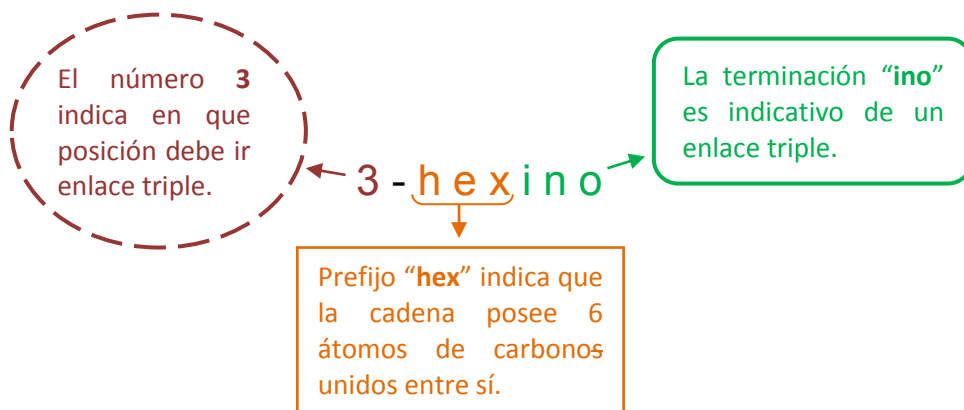 El número 3
indica en que
posición debe ir
enlace triple.
La terminación “ino”
es indicativo de un
enlace triple.
3 - hexino
Prefijo “hex” indica que
la cadena posee 6
átomos de carbonos
unidos entre sí.